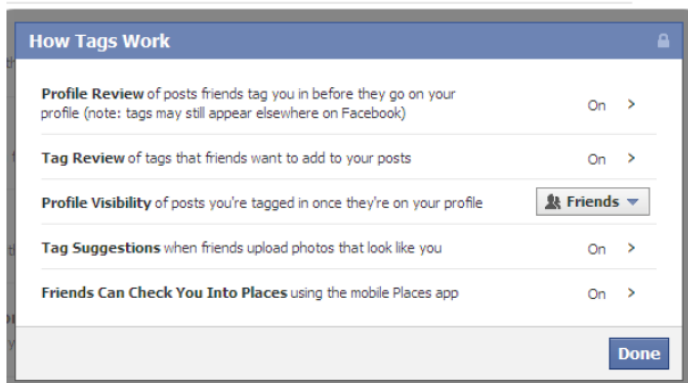 How Tags Work
Profile Review of posts friends tag you in before they go on your
profile (note: tags may still appear elsewhere on Facebook)
On >
Tag Review of tags that friends want to add to your posts
On >
Profile Visibility of posts you're tagged in once they're on your profile
Friends
Tag Suggestions when friends upload photos that look like you
On >
Friends Can Check You Into Places using the mobile Places app
On >
Done